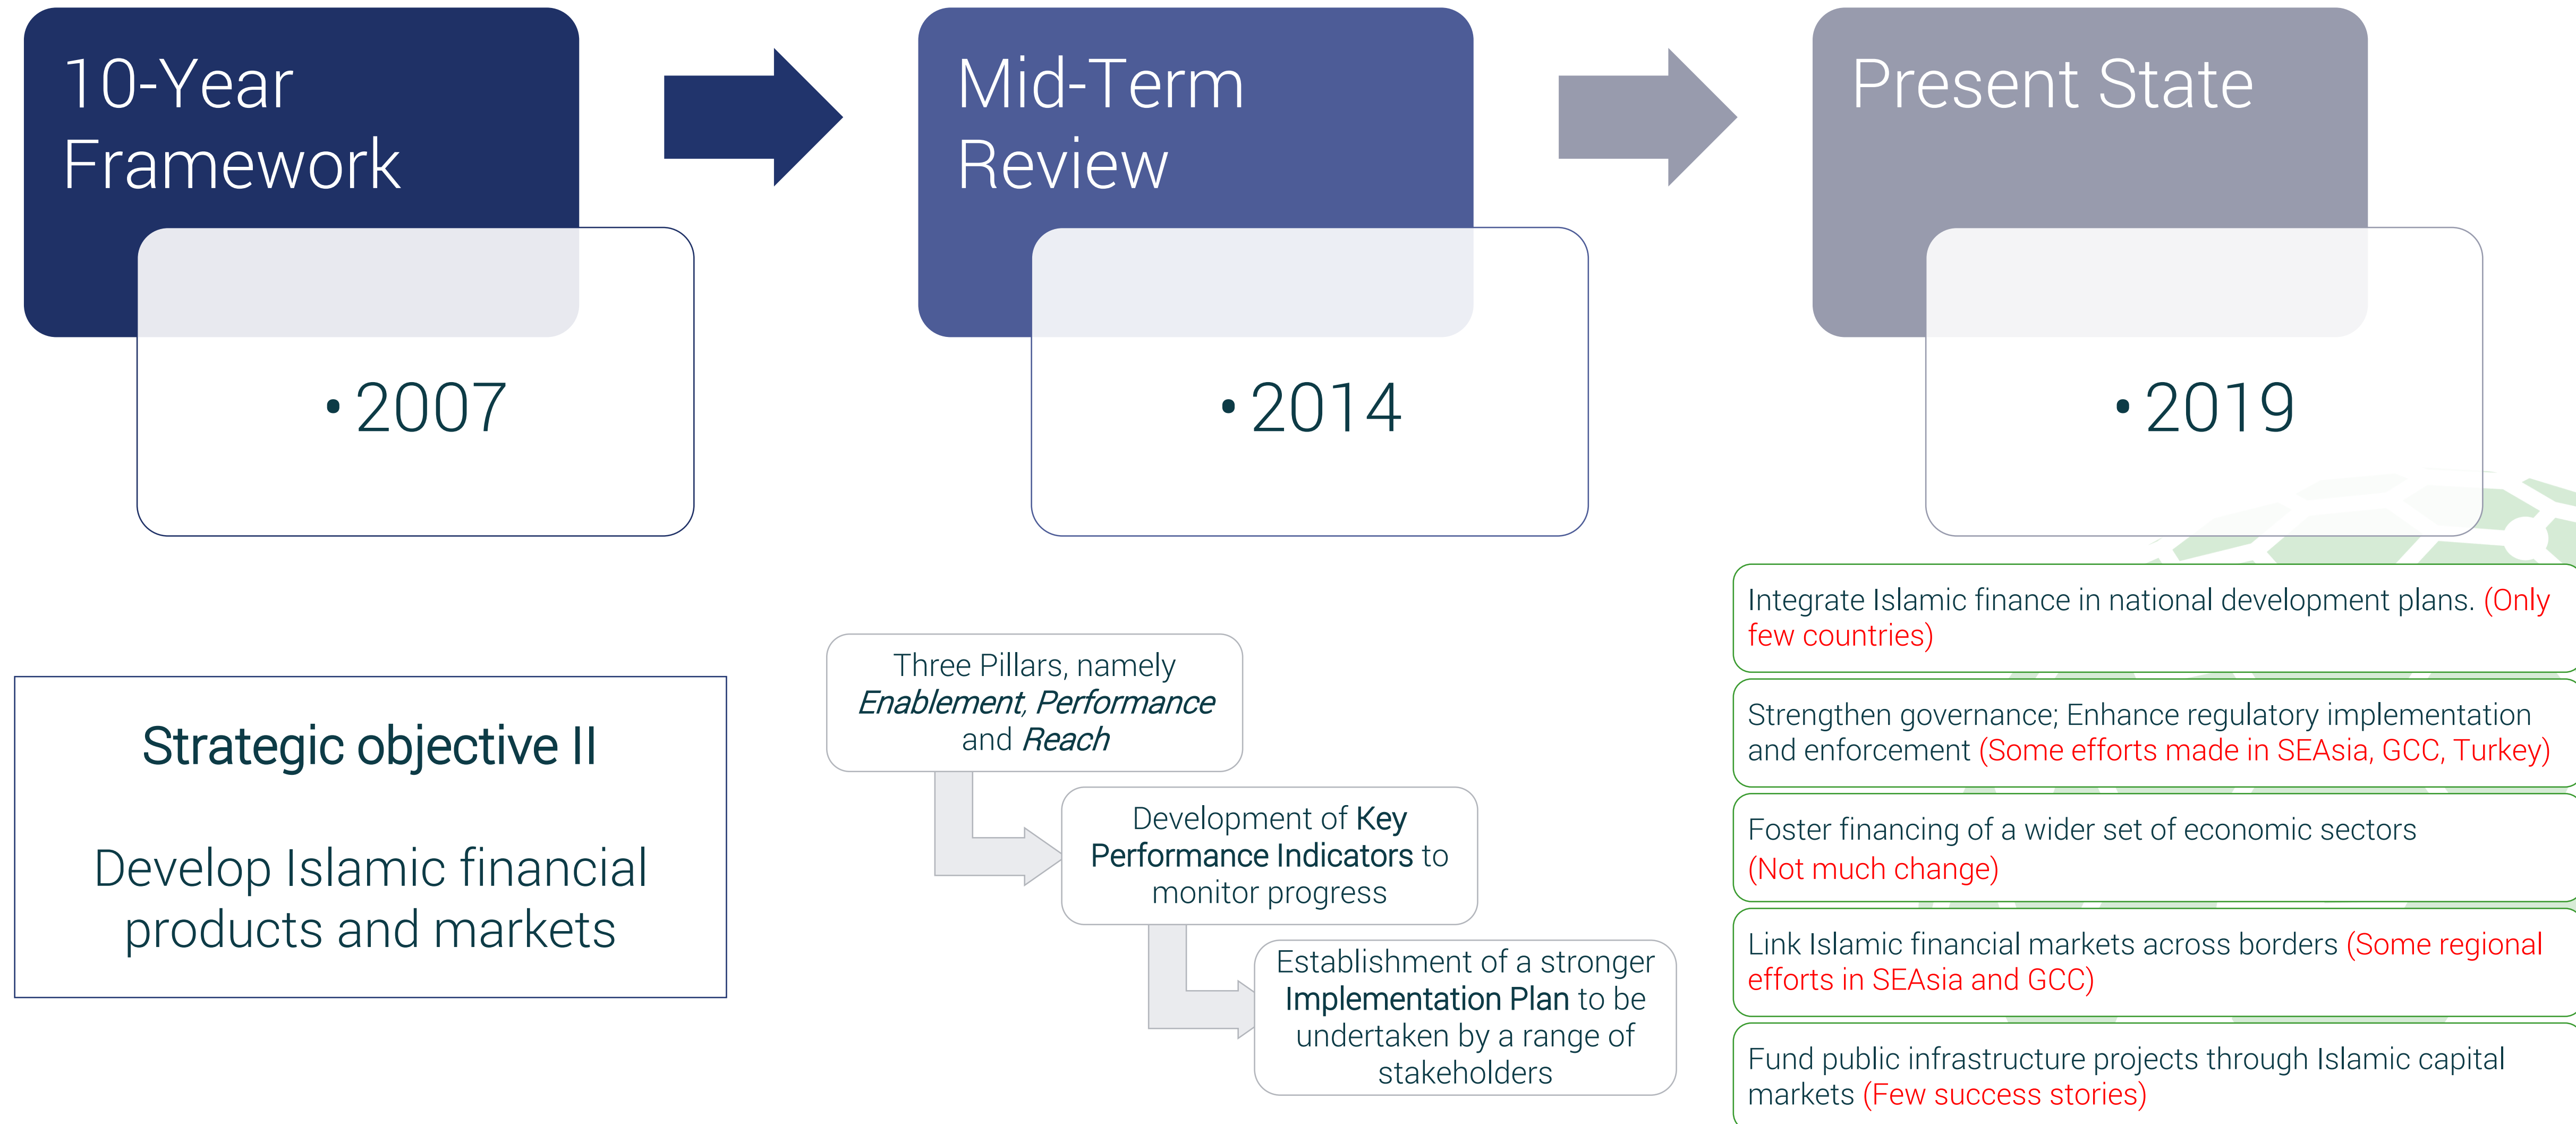 10-Year
Framework
• 2007
Mid-Term
Review
• 2014
Present State
• 2019
Strategic objective II
Develop Islamic financial
products and markets
Three Pillars, namely
Enablement, Performance
and Reach
Development of Key
Performance Indicators to
monitor progress
Establishment of a stronger
Implementation Plan to be
undertaken by a range of
stakeholders
Integrate Islamic finance in national development plans. (Only
few countries)
Strengthen governance; Enhance regulatory implementation
and enforcement (Some efforts made in SEAsia, GCC, Turkey)
Foster financing of a wider set of economic sectors
(Not much change)
Link Islamic financial markets across borders (Some regional
efforts in SEAsia and GCC)
Fund public infrastructure projects through Islamic capital
markets (Few success stories)